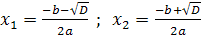 x₁ = (-b-√D)/2a ; x₂ = (-b+√D)/2a